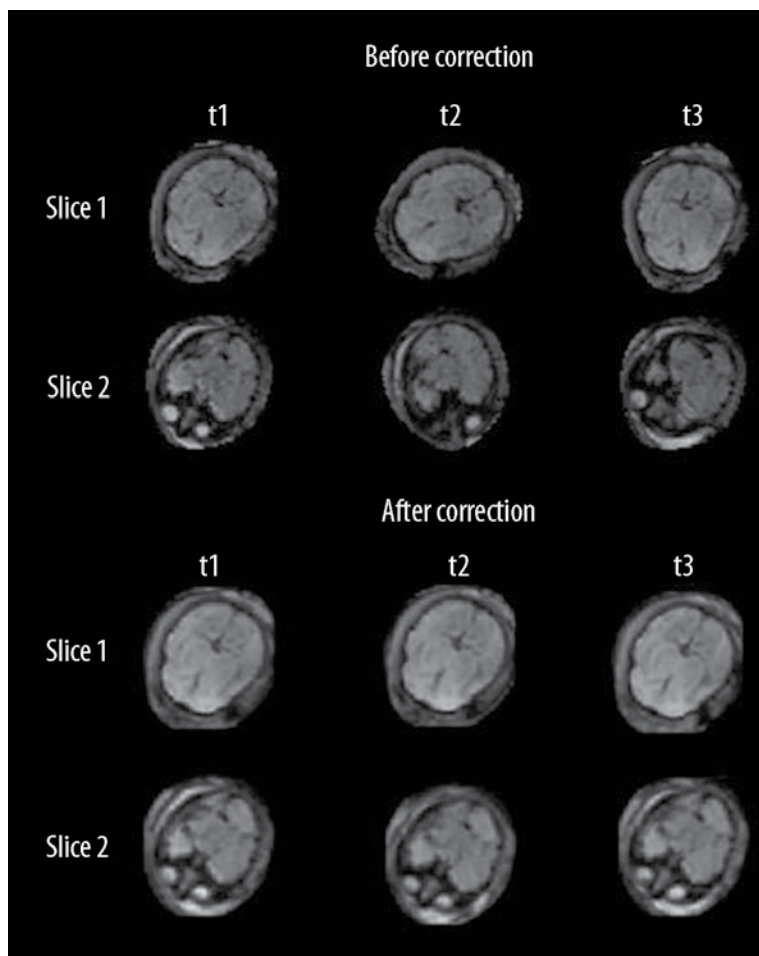 Before correction
t1 t2 t3
Slice 1
Slice 2
After correction
t1 t2 t3
Slice 1
Slice 2